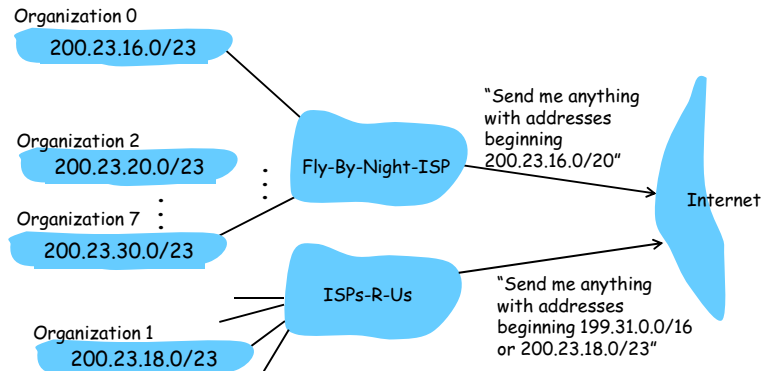 Organization 0
200.23.16.0/23
Organization 2
200.23.20.0/23
Organization 7
200.23.30.0/23
Fly-By-Night-ISP
"Send me anything
with addresses
beginning
200.23.16.0/20"
Internet
ISPs-R-Us
Organization 1
200.23.18.0/23
"Send me anything
with addresses
beginning 199.31.0.0/16
or 200.23.18.0/23"